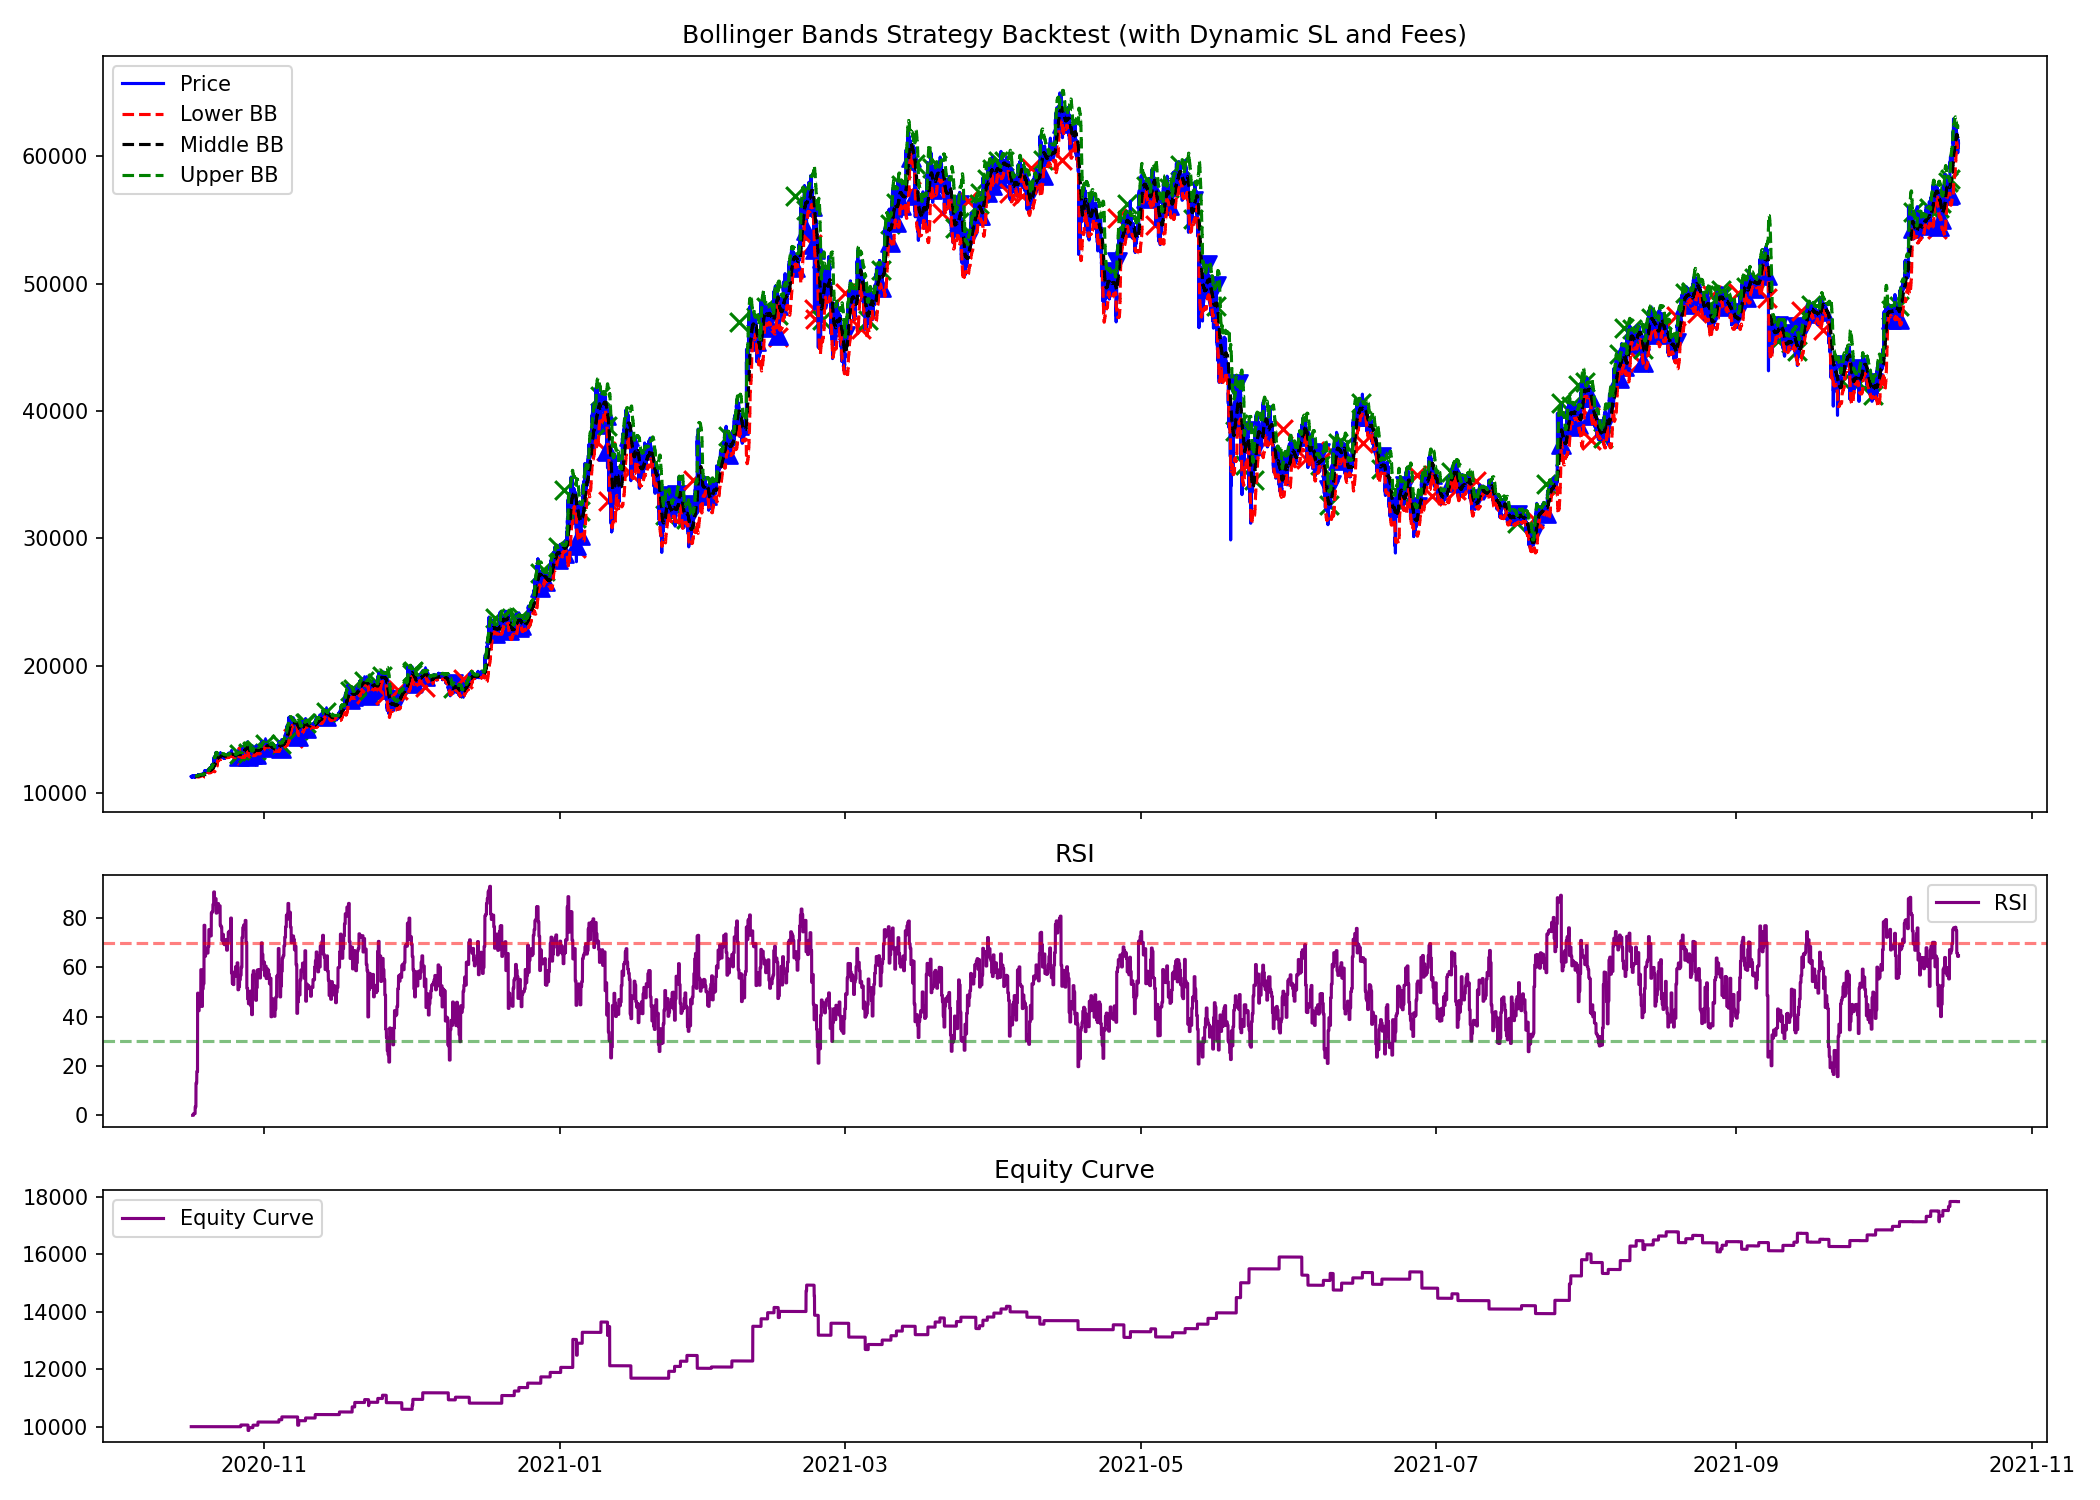 Bollinger Bands Strategy Backtest (with Dynamic SL and Fees)
Price
Lower BB
Middle BB
Upper BB
60000
50000
40000
30000
20000
10000
RSI
RSI
80
60
40
20
0
Equity Curve
Equity Curve
18000
16000
14000
12000
10000
2020-11 2021-01 2021-03 2021-05 2021-07 2021-09 2021-11